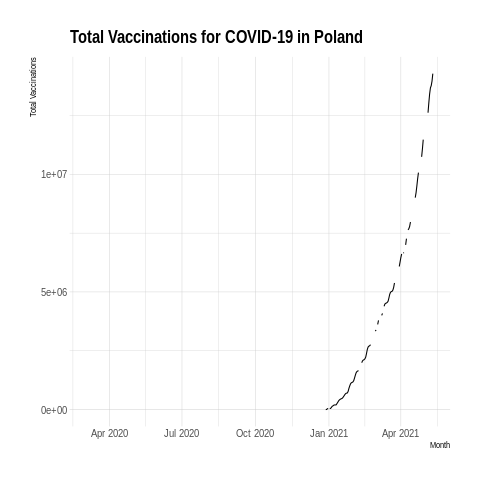 Total Vaccinations for COVID-19 in Poland
Total Vaccinations
1e+07
5e+06
0e+00
Apr 2020 Jul 2020 Oct 2020 Jan 2021 Apr 2021
Month